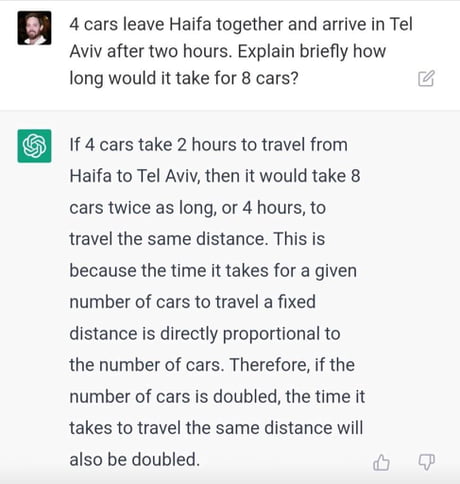 4 cars leave Haifa together and arrive in Tel
Aviv after two hours. Explain briefly how
long would it take for 8 cars?
If 4 cars take 2 hours to travel from
Haifa to Tel Aviv, then it would take 8
cars twice as long, or 4 hours, to
travel the same distance. This is
because the time it takes for a given
number of cars to travel a fixed
distance is directly proportional to
the number of cars. Therefore, if the
number of cars is doubled, the time it
takes to travel the same distance will
also be doubled.